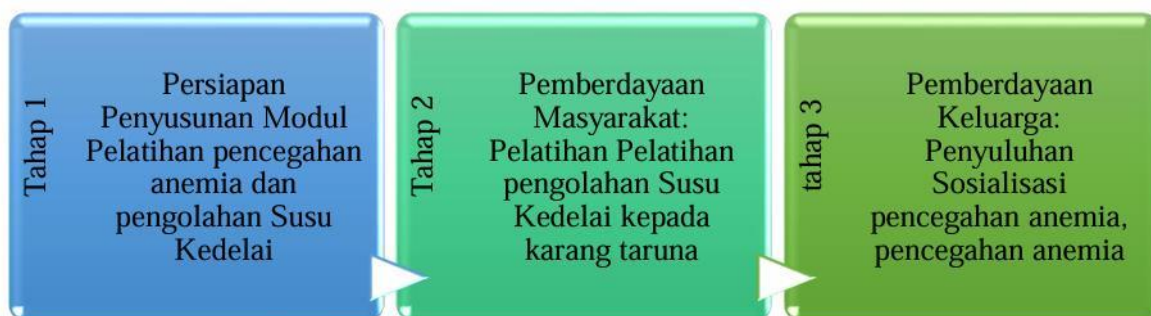 Tahap 1
Persiapan
Penyusunan Modul
Pelatihan pencegahan
anemia dan
pengolahan Susu
Kedelai
Tahap 2
Pemberdayaan
Masyarakat:
Pelatihan Pelatihan
pengolahan Susu
Kedelai kepada
karang taruna
tahap 3
Pemberdayaan
Keluarga:
Penyuluhan
Sosialisasi
pencegahan anemia,
pencegahan anemia